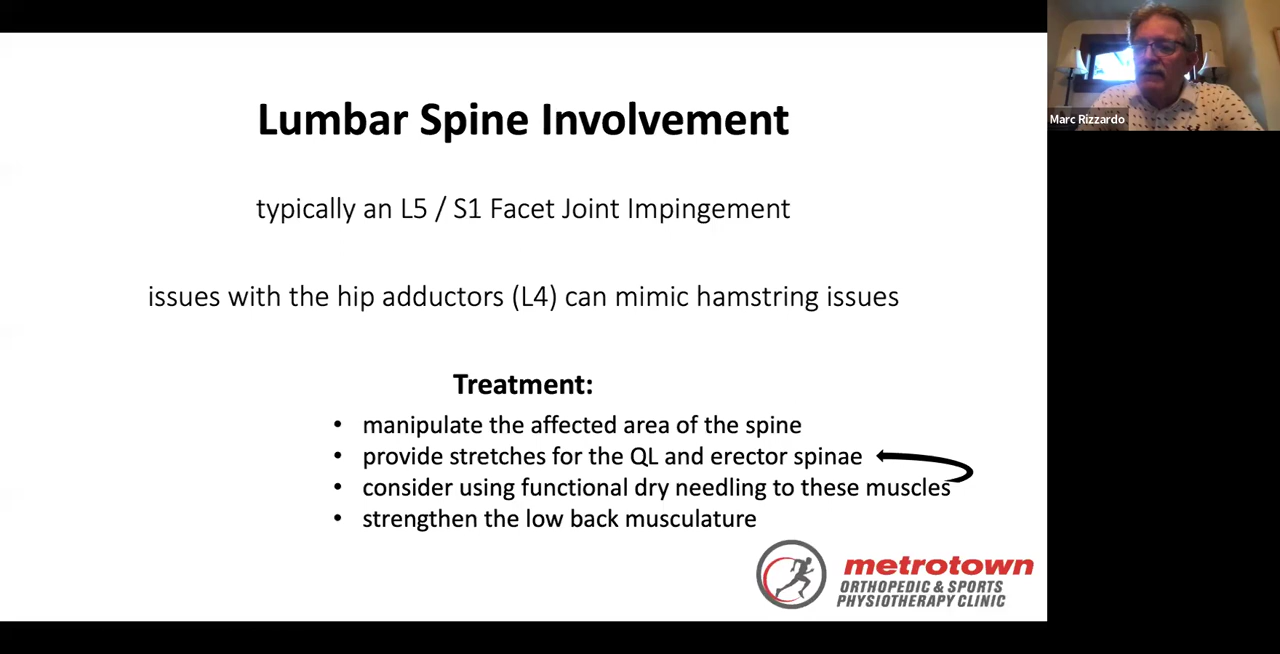 Lumbar Spine Involvement
typically an L5 / S1 Facet Joint Impingement
issues with the hip adductors (L4) can mimic hamstring issues
Treatment:
• manipulate the affected area of the spine
• provide stretches for the QL and erector spinae
• consider using functional dry needling to these muscles
• strengthen the low back musculature
metrotown
ORTHOPEDIC & SPORTS
PHYSIOTHERAPY CLINIC
Marc Rizzardo